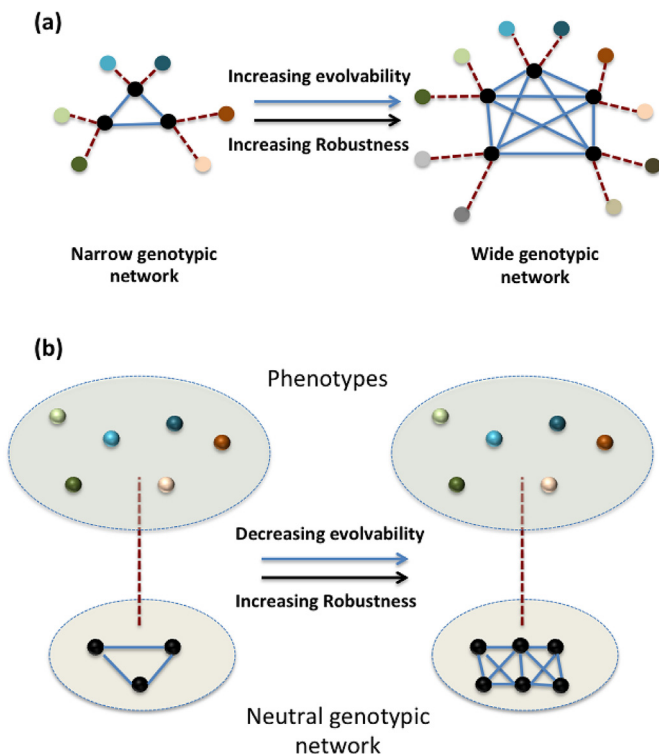 (a)
Increasing evolvability
Increasing Robustness
Narrow genotypic
network
Wide genotypic
network
(b)
Phenotypes
Decreasing evolvability
Increasing Robustness
Neutral genotypic
network